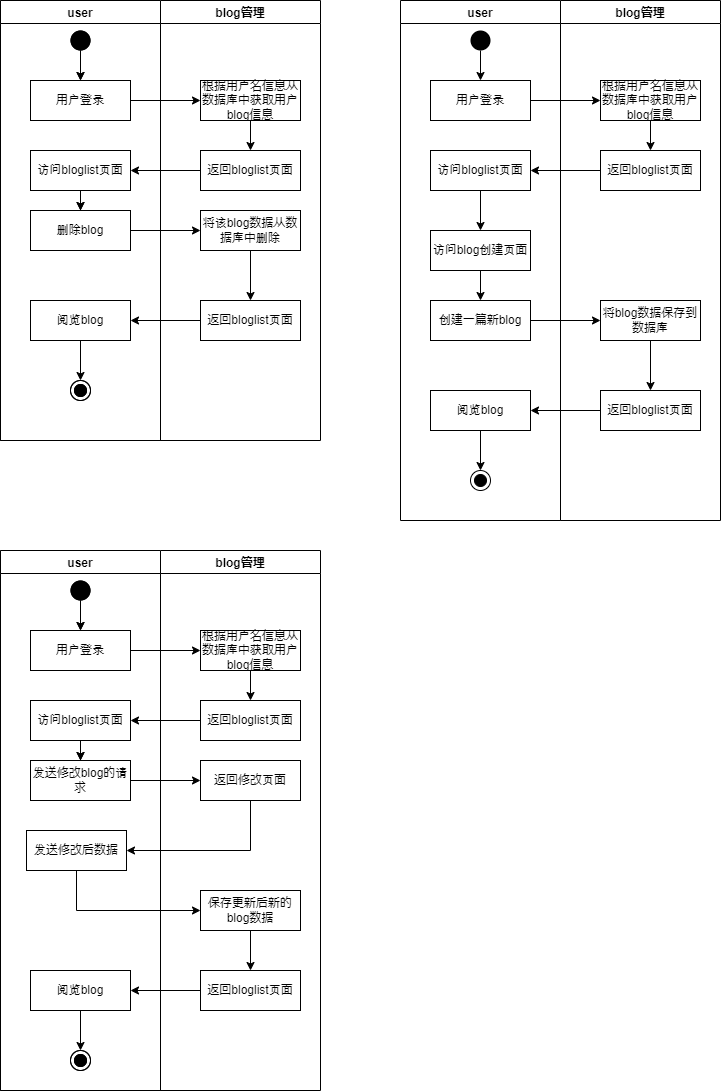 user
blog管理
用户登录
根据用户名信息从
数据库中获取用户
blog信息
访问bloglist页面
返回bloglist页面
删除blog
将该blog数据从数
据库中删除
阅览blog
返回bloglist页面
user
blog管理
用户登录
根据用户名信息从
数据库中获取用户
blog信息
访问bloglist页面
返回bloglist页面
访问blog创建页面
创建一篇新blog
将blog数据保存到
数据库
阅览blog
返回bloglist页面
user
blog管理
用户登录
根据用户名信息从
数据库中获取用户
blog信息
访问bloglist页面
返回bloglist页面
发送修改blog的请
求
返回修改页面
发送修改后数据
保存更新后新的
blog数据
阅览blog
返回bloglist页面